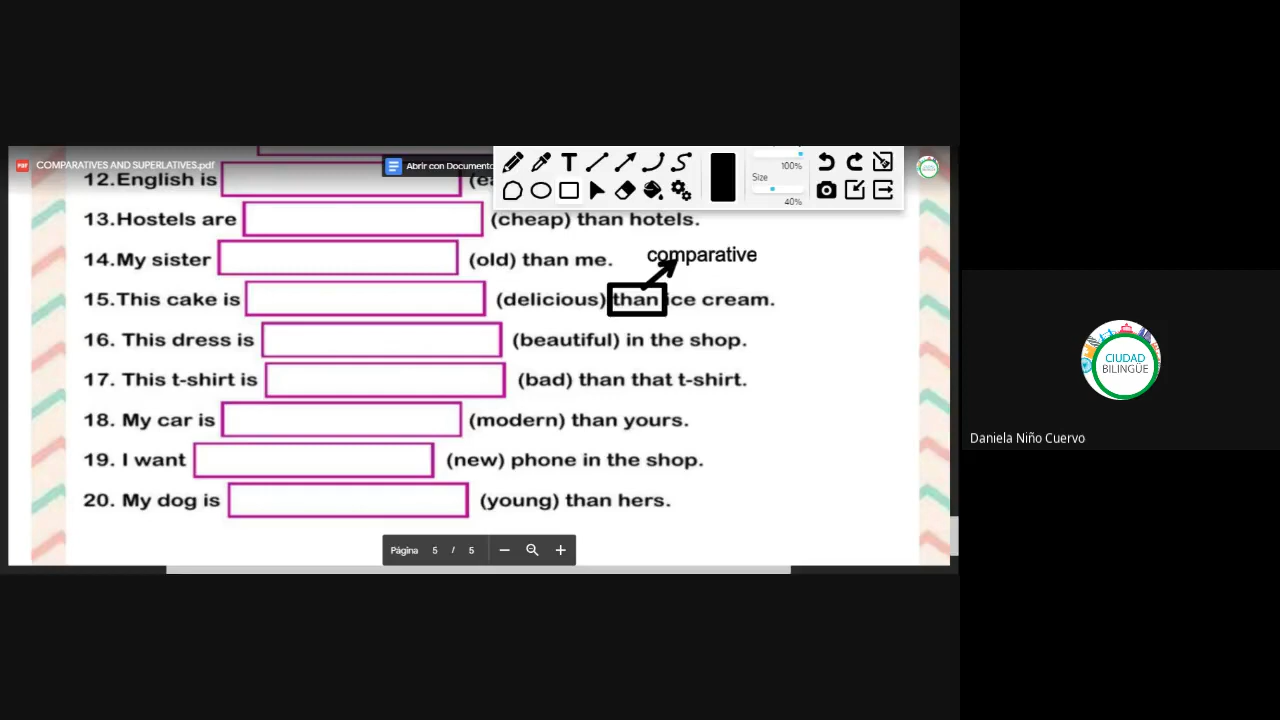 COMPARATIVES AND SUPERLATIVES.pdf
Abrir con Documento
100%
Size
40%
12.English is
13.Hostels are (cheap) than hotels.
14.My sister (old) than me.
comparative
15.This cake is (delicious) than ice cream.
16. This dress is (beautiful) in the shop.
17. This t-shirt is (bad) than that t-shirt.
18. My car is (modern) than yours.
19. I want (new) phone in the shop.
20. My dog is (young) than hers.
Página 5 / 5
CIUDAD
BILINGÜE
Daniela Niño Cuervo